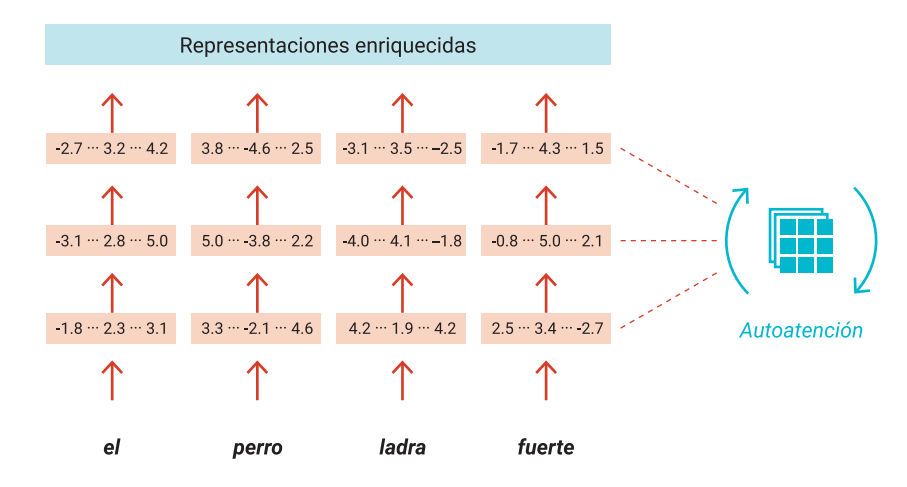 Representaciones enriquecidas
-2.7 ··· 3.2 ··· 4.2 3.8 ··· -4.6 ··· 2.5 -3.1 ··· 3.5 ··· –2.5 -1.7 ··· 4.3 ··· 1.5
-3.1 ··· 2.8 ··· 5.0 5.0 ··· -3.8 ··· 2.2 -4.0 ··· 4.1 ··· –1.8 -0.8 ··· 5.0 ··· 2.1
-1.8 ··· 2.3 ··· 3.1 3.3 ··· -2.1 ··· 4.6 4.2 ··· 1.9 ··· 4.2 2.5 ··· 3.4 ··· -2.7
Autoatención
el perro ladra fuerte